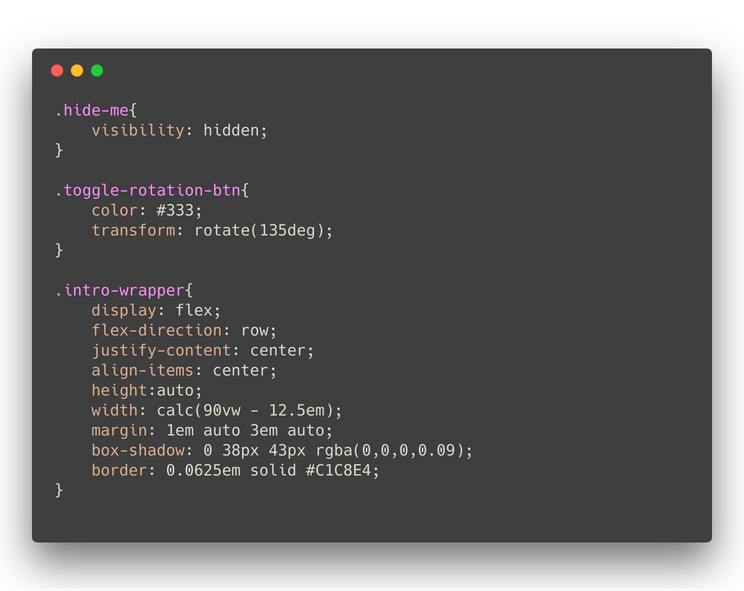 .hide-me{
    visibility: hidden;
}

.toggle-rotation-btn{
    color: #333;
    transform: rotate(135deg);
}

.intro-wrapper{
    display: flex;
    flex-direction: row;
    justify-content: center;
    align-items: center;
    height:auto;
    width: calc(90vw - 12.5em);
    margin: 1em auto 3em auto;
    box-shadow: 0 38px 43px rgba(0,0,0,0.09);
    border: 0.0625em solid #C1C8E4;
}